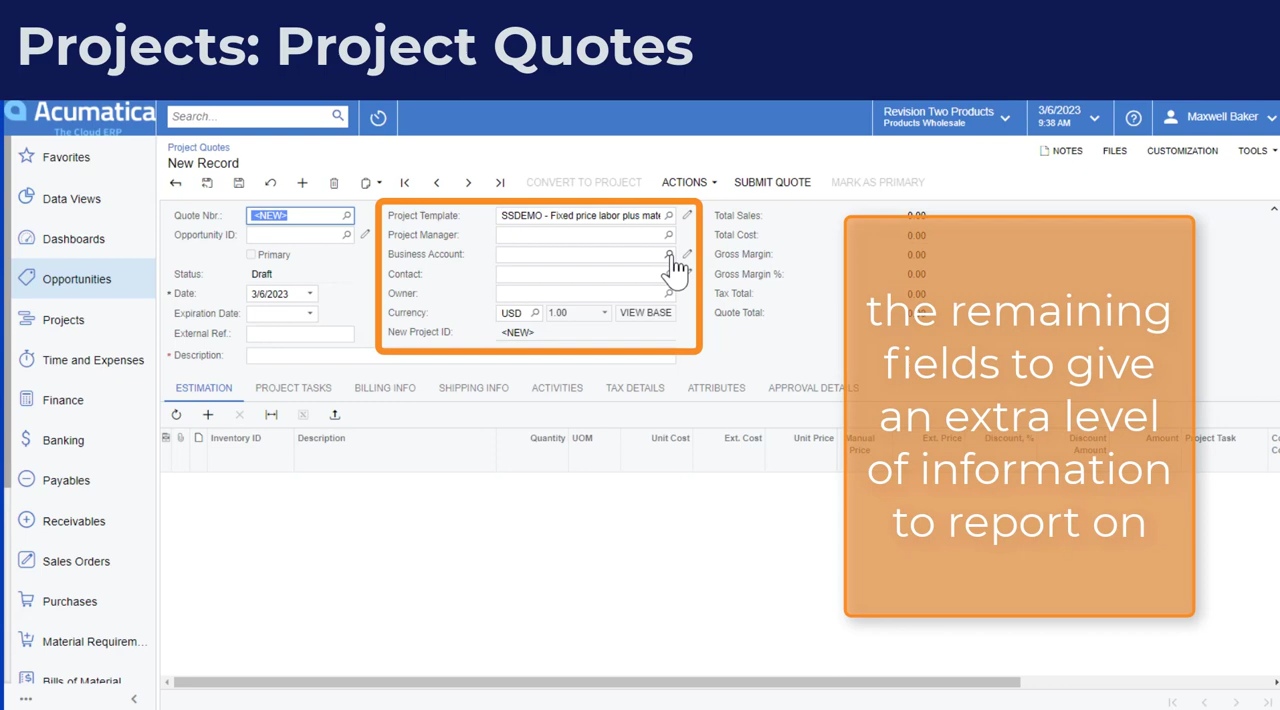 Projects: Project Quotes
Acumatica
The Cloud ERP
Search...
Revision Two Products
Products Wholesale
3/6/2023
9:38 AM
Maxwell Baker
Favorites
Data Views
Dashboards
Opportunities
Projects
Time and Expenses
Finance
Banking
Payables
Receivables
Sales Orders
Purchases
Material Requirem...
Bills of Material
Project Quotes
New Record
NOTES FILES CUSTOMIZATION TOOLS
CONVERT TO PROJECT ACTIONS SUBMIT QUOTE MARK AS PRIMARY
Quote Nbr.: <NEW>
Opportunity ID:
Primary
Status: Draft
* Date: 3/6/2023
Expiration Date:
External Ref.:
* Description:
Project Template: SSDEMO - Fixed price labor plus mate
Project Manager:
Business Account:
Contact:
Owner:
Currency: USD 1.00 VIEW BASE
New Project ID: <NEW>
Total Sales: 0.00
Total Cost: 0.00
Gross Margin: 0.00
Gross Margin %: 0.00
Tax Total: 0.00
Quote Total:
the remaining
fields to give
an extra level
of information
to report on
ESTIMATION PROJECT TASKS BILLING INFO SHIPPING INFO ACTIVITIES TAX DETAILS ATTRIBUTES APPROVAL DETAILS
Inventory ID Description Quantity UOM Unit Cost Ext. Cost Unit Price Manual Price Ext. Price Discount, % Discount Amount Amount Project Task